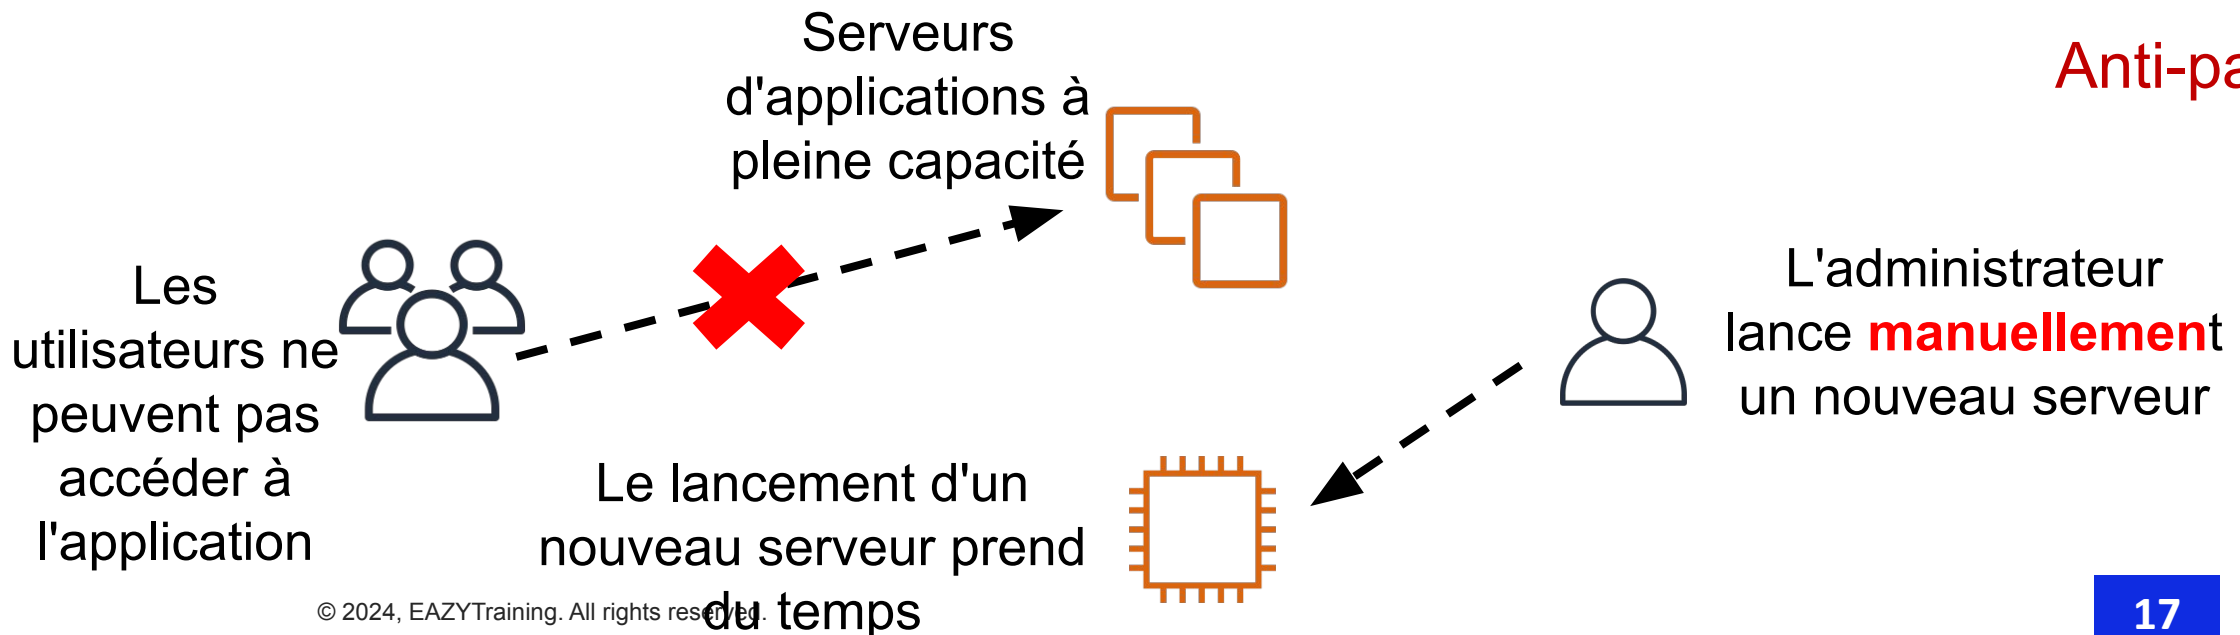 Serveurs
d'applications à
pleine capacité
Anti-pa
Les
utilisateurs ne
peuvent pas
accéder à
l'application
L'administrateur
lance manuellement
un nouveau serveur
Le lancement d'un
nouveau serveur prend
du temps
© 2024, EAZYTraining. All rights reserved.
17